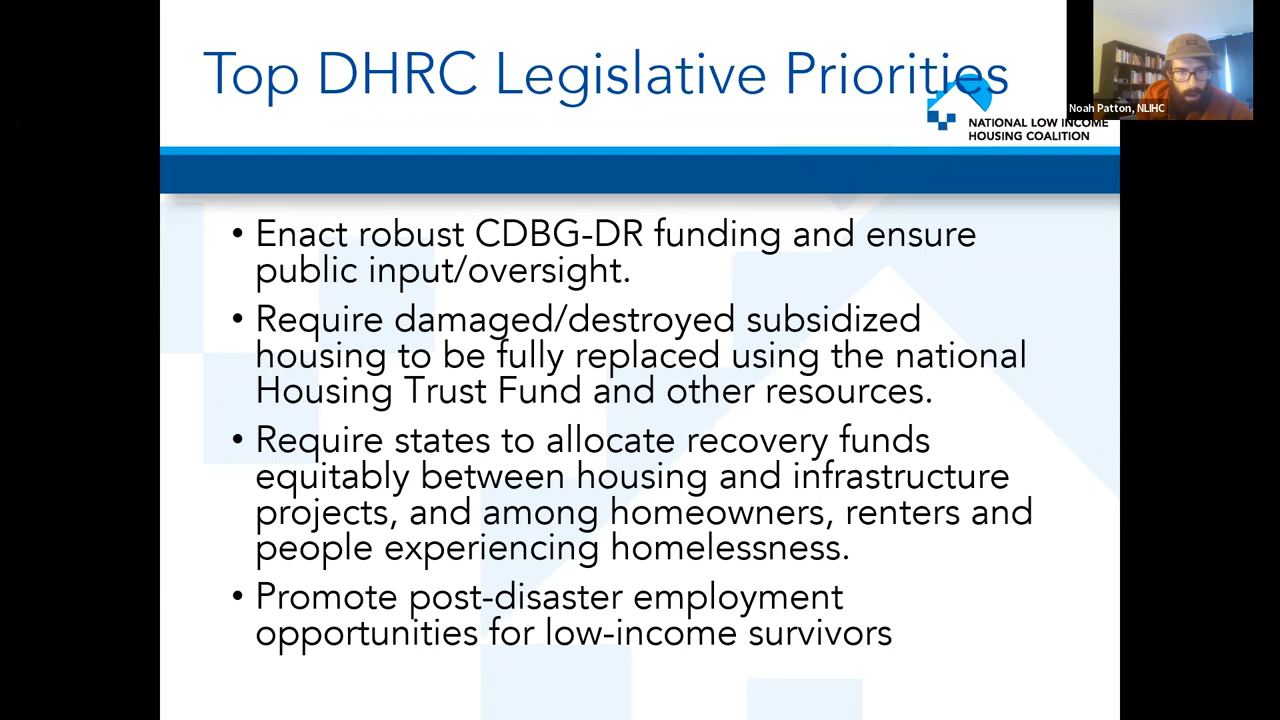 Top DHRC Legislative Priorities
Noah Patton, NLIHC
NATIONAL LOW INCOME
HOUSING COALITION
• Enact robust CDBG-DR funding and ensure
public input/oversight.
• Require damaged/destroyed subsidized
housing to be fully replaced using the national
Housing Trust Fund and other resources.
• Require states to allocate recovery funds
equitably between housing and infrastructure
projects, and among homeowners, renters and
people experiencing homelessness.
• Promote post-disaster employment
opportunities for low-income survivors